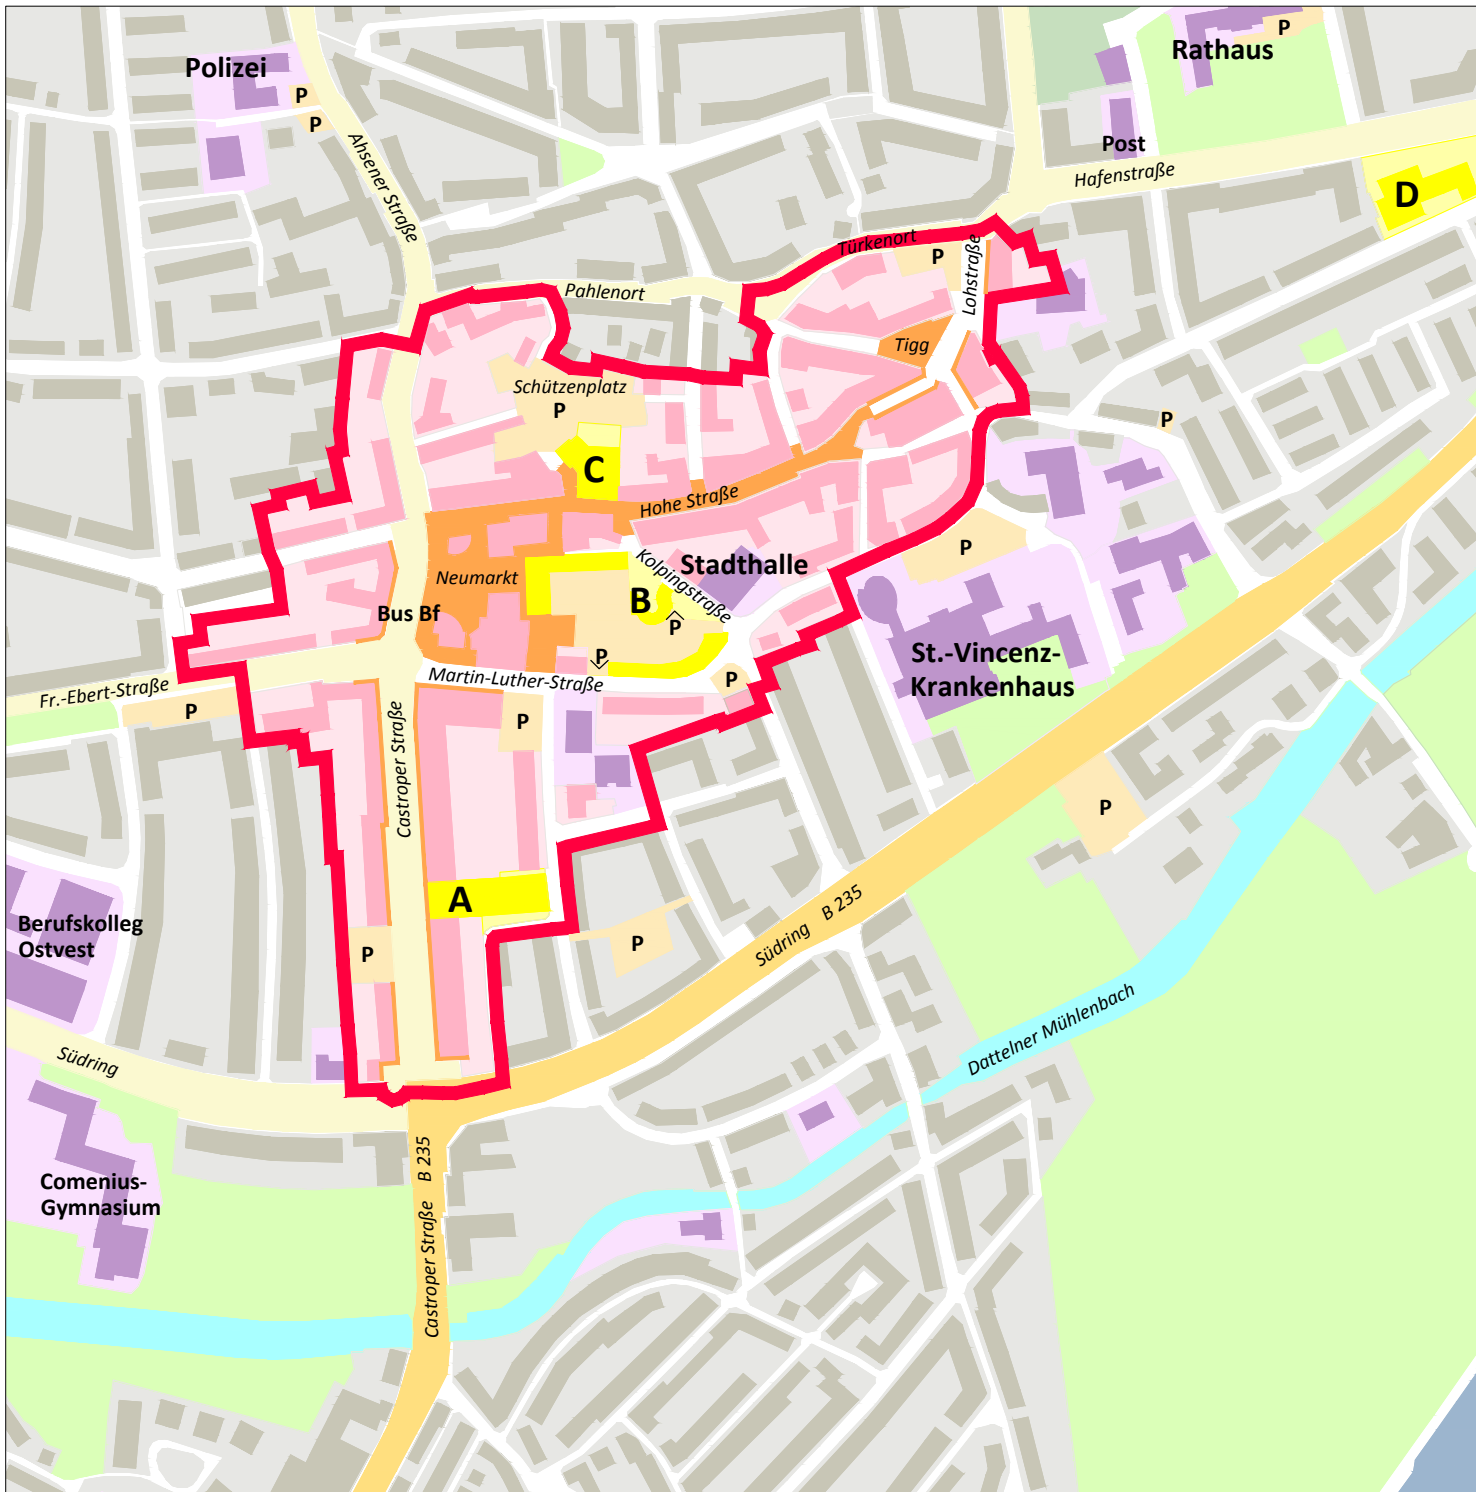 Polizei
P
P
Ahsener Straße
Rathaus
P
Post
Hafenstraße
D
Türkenort
P
Lohstraße
Pahlenort
Tigg
Schützenplatz
P
P
C
Hohe Straße
Stadthalle
Kolpingstraße
P
Neumarkt
B
Bus Bf
P
P
St.-Vincenz-
Krankenhaus
Martin-Luther-Straße
P
Fr.-Ebert-Straße
P
P
Castroper Straße
P
A
Berufskolleg
Ostvest
P
P
Südring B 235
Dattelner Mühlenbach
Südring
Comenius-
Gymnasium
Castroper Straße B 235